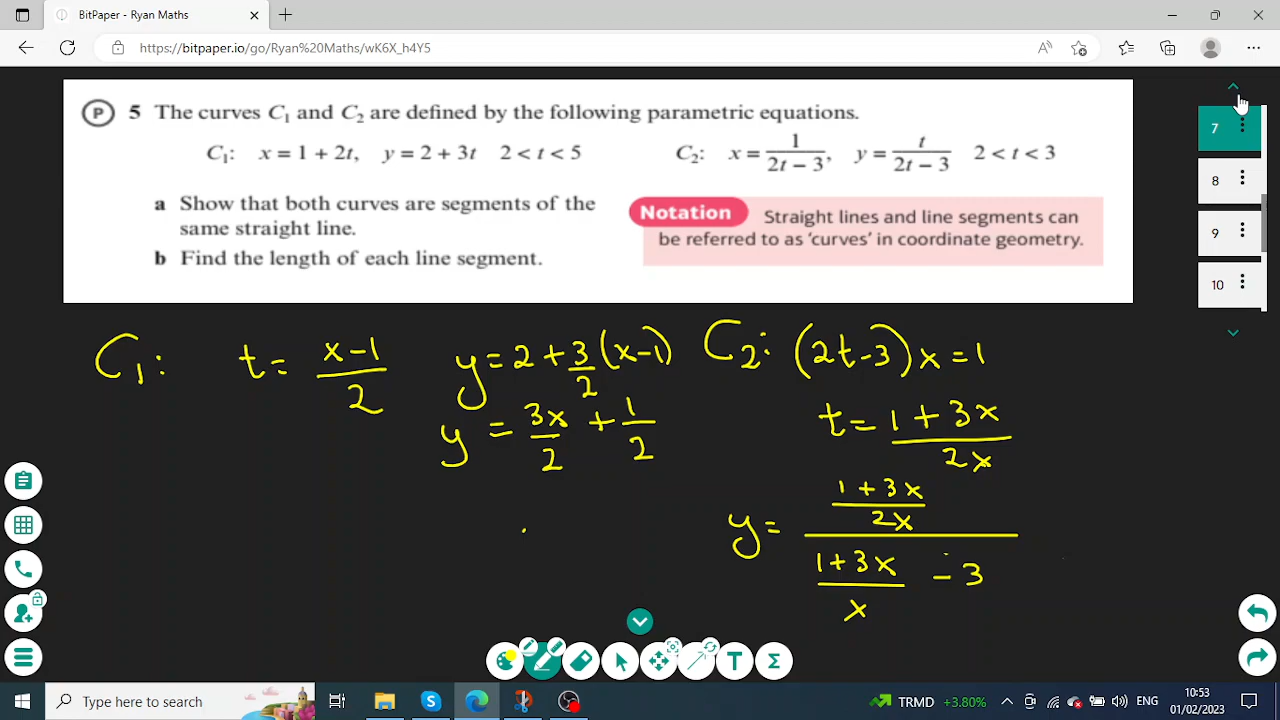 BitPaper - Ryan Maths
https://bitpaper.io/go/Ryan%20Maths/wK6X_h4Y5
P 5 The curves C₁ and C₂ are defined by the following parametric equations.
C₁: x = 1 + 2t, y = 2 + 3t 2 < t < 5
C₂: x = 1/(2t − 3), y = t/(2t − 3) 2 < t < 3
a Show that both curves are segments of the
same straight line.
b Find the length of each line segment.
Notation Straight lines and line segments can
be referred to as ‘curves’ in coordinate geometry.
7
8
9
10
C₁: t = (x-1)/2 y = 2 + 3/2 (x-1)
y = 3x/2 + 1/2
C₂: (2t-3)x = 1
t = (1 + 3x)/(2x)
y = ((1 + 3x)/(2x))/((1 + 3x)/x - 3)
T Σ
Type here to search
TRMD +3.80%
ENG
10:53
01/02/2023